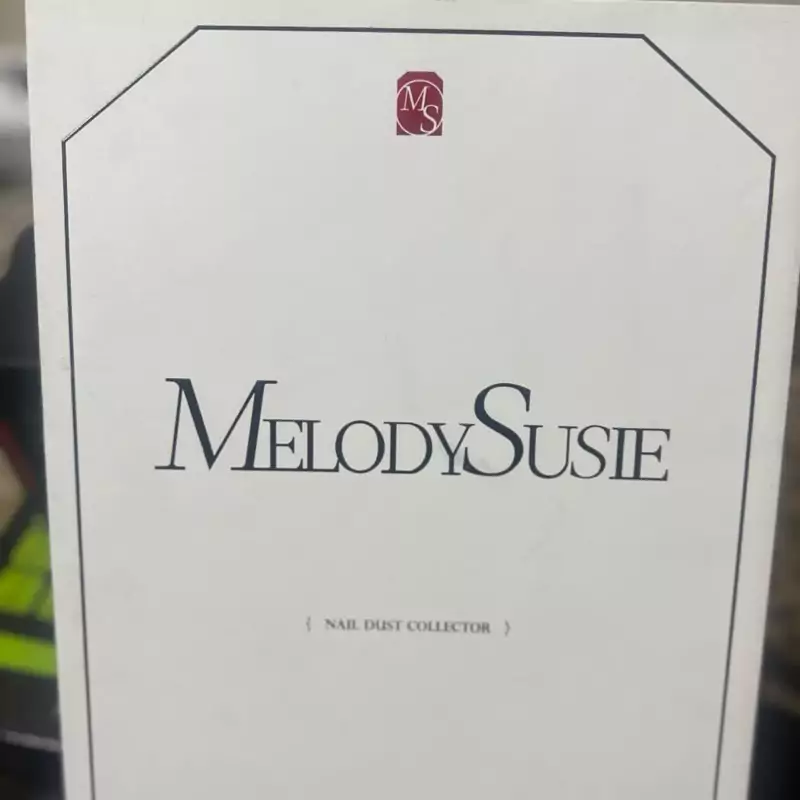 MS
MELODYSUSIE
{ NAIL DUST COLLECTOR }